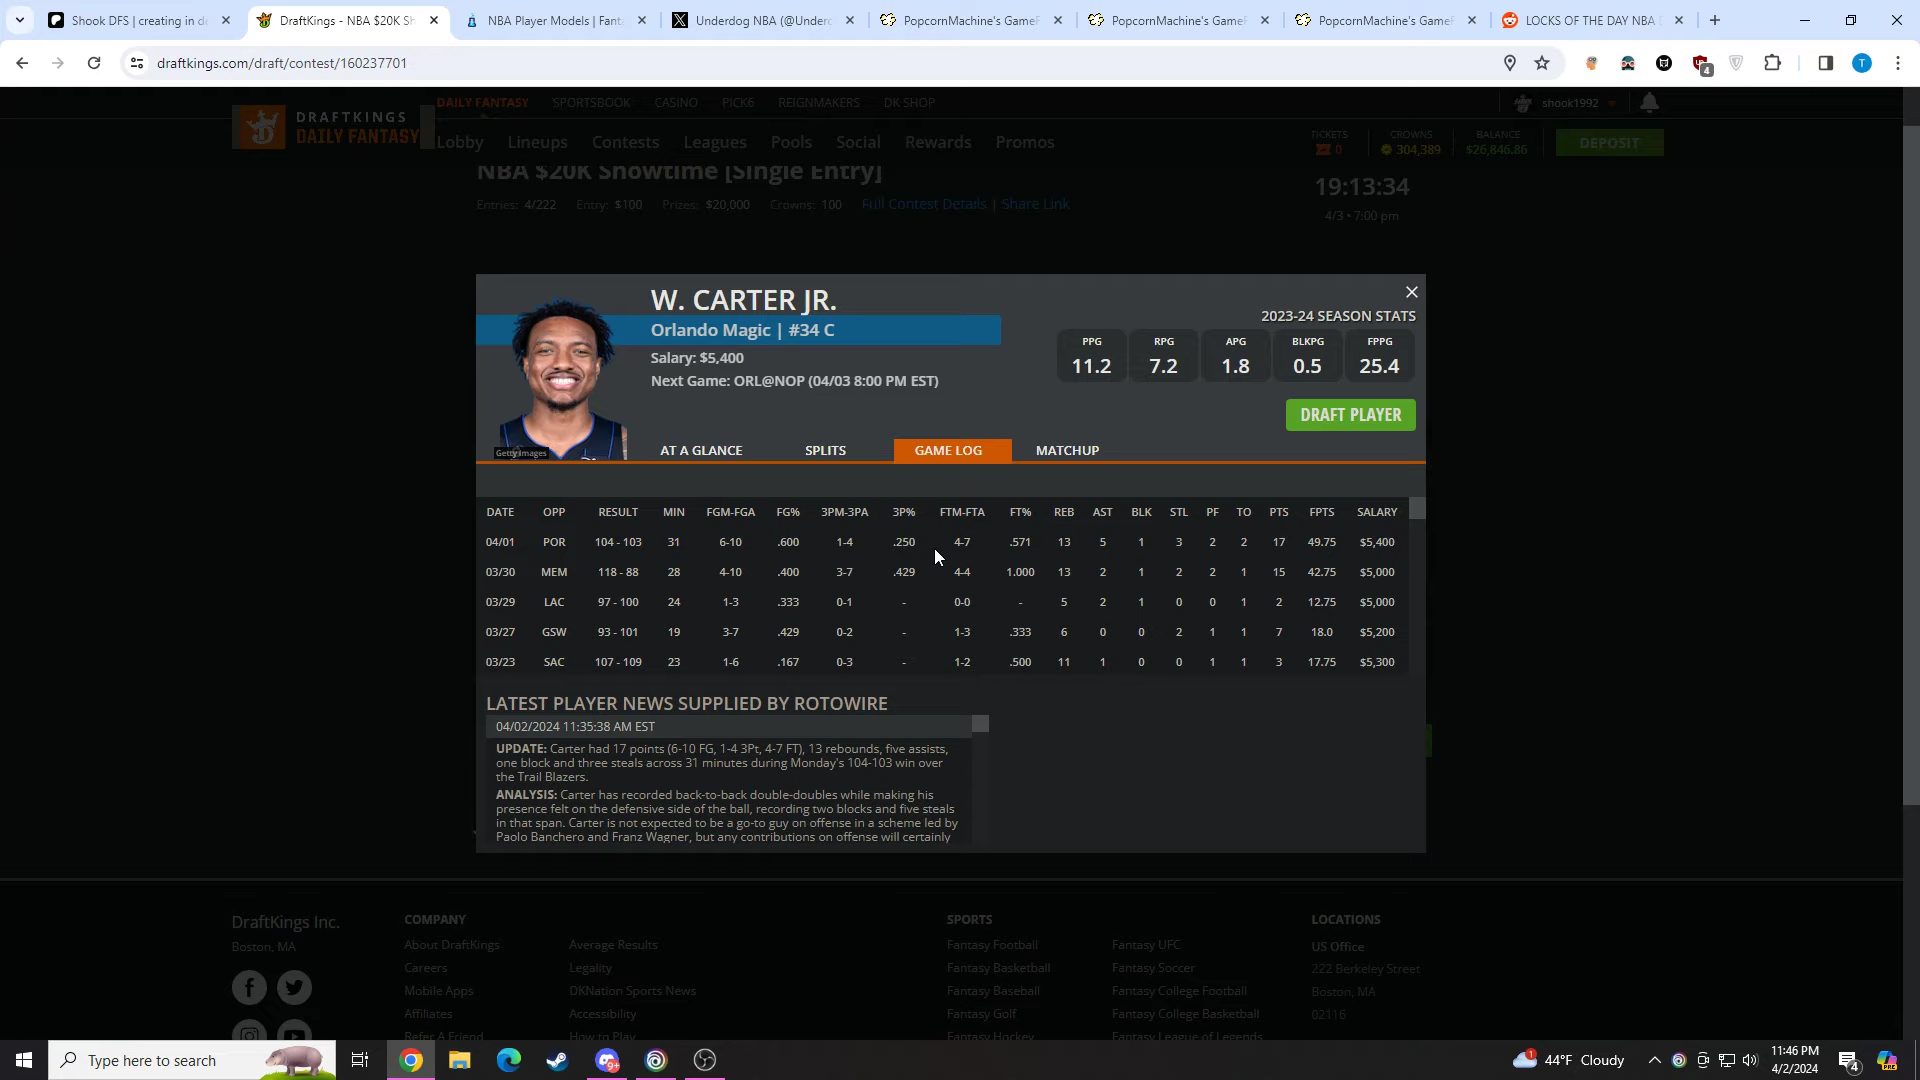 Shook DFS | creating in de
DraftKings - NBA $20K Sh
NBA Player Models | Fant
Underdog NBA (@Under
PopcornMachine's GameF
PopcornMachine's GameF
PopcornMachine's GameF
LOCKS OF THE DAY NBA
draftkings.com/draft/contest/160237701
4
T
DRAFTKINGS
DAILY FANTASY
DAILY FANTASY SPORTSBOOK CASINO PICK6 REIGNMAKERS DK SHOP
shook1992
Lobby Lineups Contests Leagues Pools Social Rewards Promos
TICKETS
0
CROWNS
304,389
BALANCE
$26,846.86
DEPOSIT
NBA $20K Showtime [Single Entry]
Entries: 4/222 Entry: $100 Prizes: $20,000 Crowns: 100 Full Contest Details | Share Link
19:13:34
4/3 • 7:00 pm
W. CARTER JR.
Orlando Magic | #34 C
Salary: $5,400
Next Game: ORL@NOP (04/03 8:00 PM EST)
Getty Images
2023-24 SEASON STATS
PPG RPG APG BLKPG FPPG
11.2 7.2 1.8 0.5 25.4
DRAFT PLAYER
AT A GLANCE SPLITS GAME LOG MATCHUP
DATE OPP RESULT MIN FGM-FGA FG% 3PM-3PA 3P% FTM-FTA FT% REB AST BLK STL PF TO PTS FPTS SALARY
04/01 POR 104 - 103 31 6-10 .600 1-4 .250 4-7 .571 13 5 1 3 2 2 17 49.75 $5,400
03/30 MEM 118 - 88 28 4-10 .400 3-7 .429 4-4 1.000 13 2 1 2 2 1 15 42.75 $5,000
03/29 LAC 97 - 100 24 1-3 .333 0-1 - 0-0 - 5 2 1 0 0 1 2 12.75 $5,000
03/27 GSW 93 - 101 19 3-7 .429 0-2 - 1-3 .333 6 0 0 2 1 1 7 18.0 $5,200
03/23 SAC 107 - 109 23 1-6 .167 0-3 - 1-2 .500 11 1 0 0 1 1 3 17.75 $5,300
LATEST PLAYER NEWS SUPPLIED BY ROTOWIRE
04/02/2024 11:35:38 AM EST
UPDATE: Carter had 17 points (6-10 FG, 1-4 3Pt, 4-7 FT), 13 rebounds, five assists,
one block and three steals across 31 minutes during Monday's 104-103 win over
the Trail Blazers.
ANALYSIS: Carter has recorded back-to-back double-doubles while making his
presence felt on the defensive side of the ball, recording two blocks and five steals
in that span. Carter is not expected to be a go-to guy on offense in a scheme led by
Paolo Banchero and Franz Wagner, but any contributions on offense will certainly
DraftKings Inc.
Boston, MA
COMPANY
About DraftKings
Careers
Mobile Apps
Affiliates
Refer A Friend
Average Results
Legality
DKNation Sports News
Accessibility
How to Play
SPORTS
Fantasy Football
Fantasy Basketball
Fantasy Baseball
Fantasy Golf
Fantasy Hockey
Fantasy UFC
Fantasy Soccer
Fantasy College Football
Fantasy College Basketball
Fantasy League of Legends
LOCATIONS
US Office
222 Berkeley Street
Boston, MA
02116
Type here to search
9+
1
44°F Cloudy
11:46 PM
4/2/2024
4
PRE